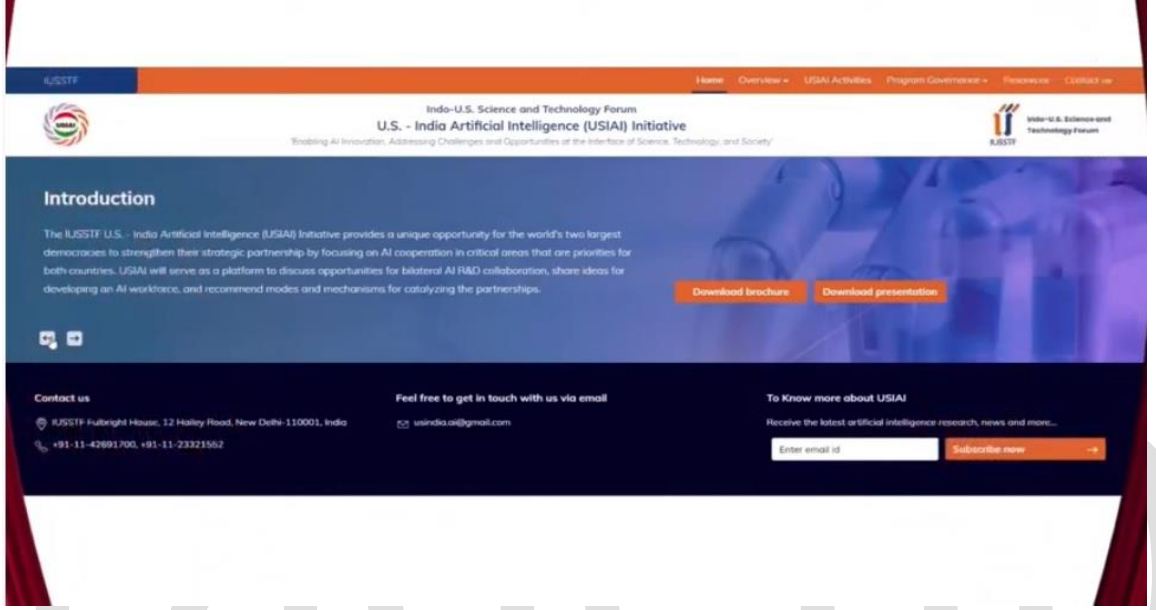 IUSSTF
Home Overview USIAI Activities Program Governance Resources Contact us
USIAI
Indo-U.S. Science and Technology Forum
U.S. - India Artificial Intelligence (USIAI) Initiative
"Enabling AI Innovation, Addressing Challenges and Opportunities at the Interface of Science, Technology, and Society"
IUSSTF
Indo-U.S. Science and
Technology Forum
Introduction
The IUSSTF U.S. - India Artificial Intelligence (USIAI) Initiative provides a unique opportunity for the world's two largest
democracies to strengthen their strategic partnership by focusing on AI cooperation in critical areas that are priorities for
both countries. USIAI will serve as a platform to discuss opportunities for bilateral AI R&D collaboration, share ideas for
developing an AI workforce, and recommend modes and mechanisms for catalyzing the partnerships.
Download brochure Download presentation
Contact us
IUSSTF Fulbright House, 12 Hailey Road, New Delhi-110001, India
+91-11-42691700, +91-11-23321552
Feel free to get in touch with us via email
usindia.ai@gmail.com
To Know more about USIAI
Receive the latest artificial intelligence research, news and more...
Enter email id
Subscribe now →